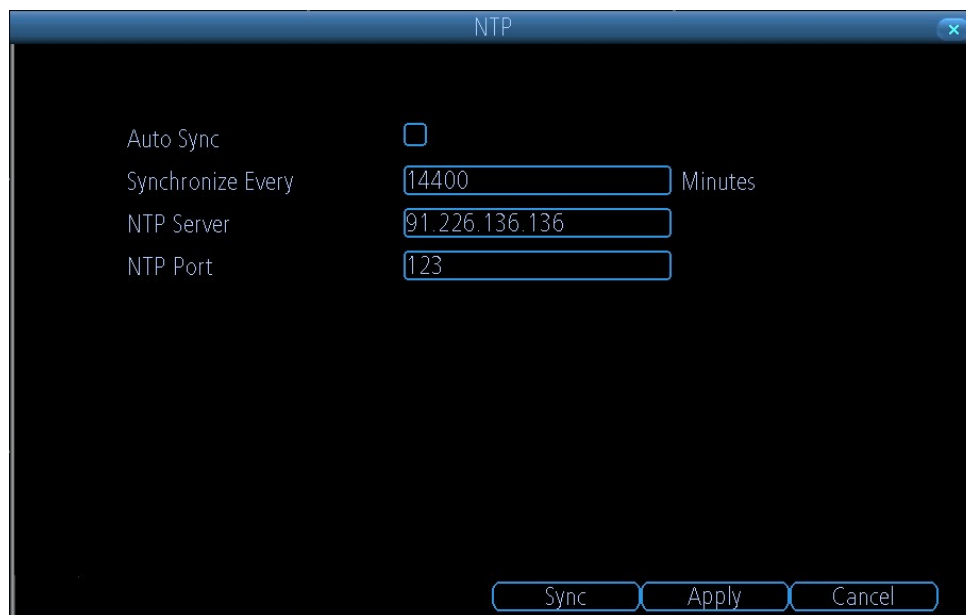 NTP
Auto Sync
Synchronize Every 14400 Minutes
NTP Server 91.226.136.136
NTP Port 123
Sync Apply Cancel